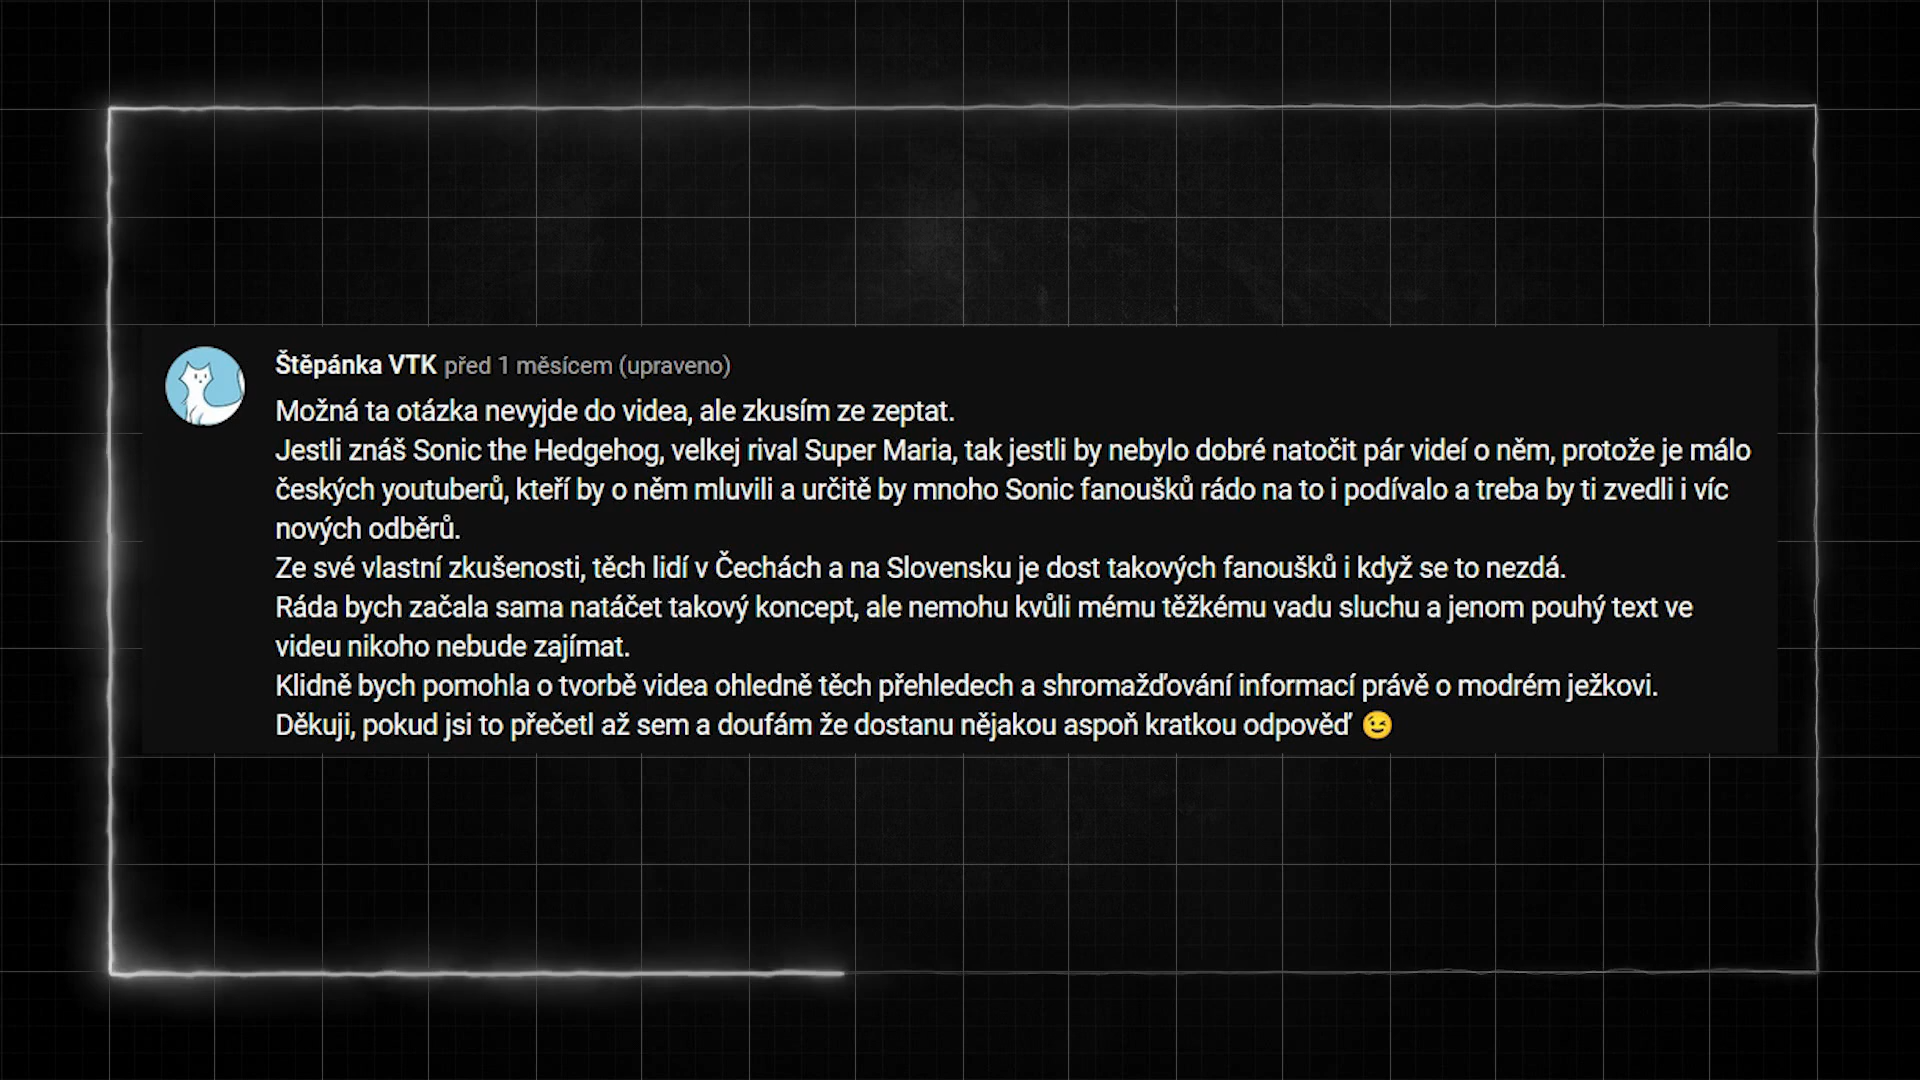 Štěpánka VTK před 1 měsícem (upraveno)
Možná ta otázka nevyjde do videa, ale zkusím ze zeptat.
Jestli znáš Sonic the Hedgehog, velkej rival Super Maria, tak jestli by nebylo dobré natočit pár videí o něm, protože je málo
českých youtuberů, kteří by o něm mluvili a určitě by mnoho Sonic fanoušků rádo na to i podívalo a treba by ti zvedli i víc
nových odběrů.
Ze své vlastní zkušenosti, těch lidí v Čechách a na Slovensku je dost takových fanoušků i když se to nezdá.
Ráda bych začala sama natáčet takový koncept, ale nemohu kvůli mému těžkému vadu sluchu a jenom pouhý text ve
videu nikoho nebude zajímat.
Klidně bych pomohla o tvorbě videa ohledně těch přehledech a shromažďování informací právě o modrém ježkovi.
Děkuji, pokud jsi to přečetl až sem a doufám že dostanu nějakou aspoň kratkou odpověď 😉